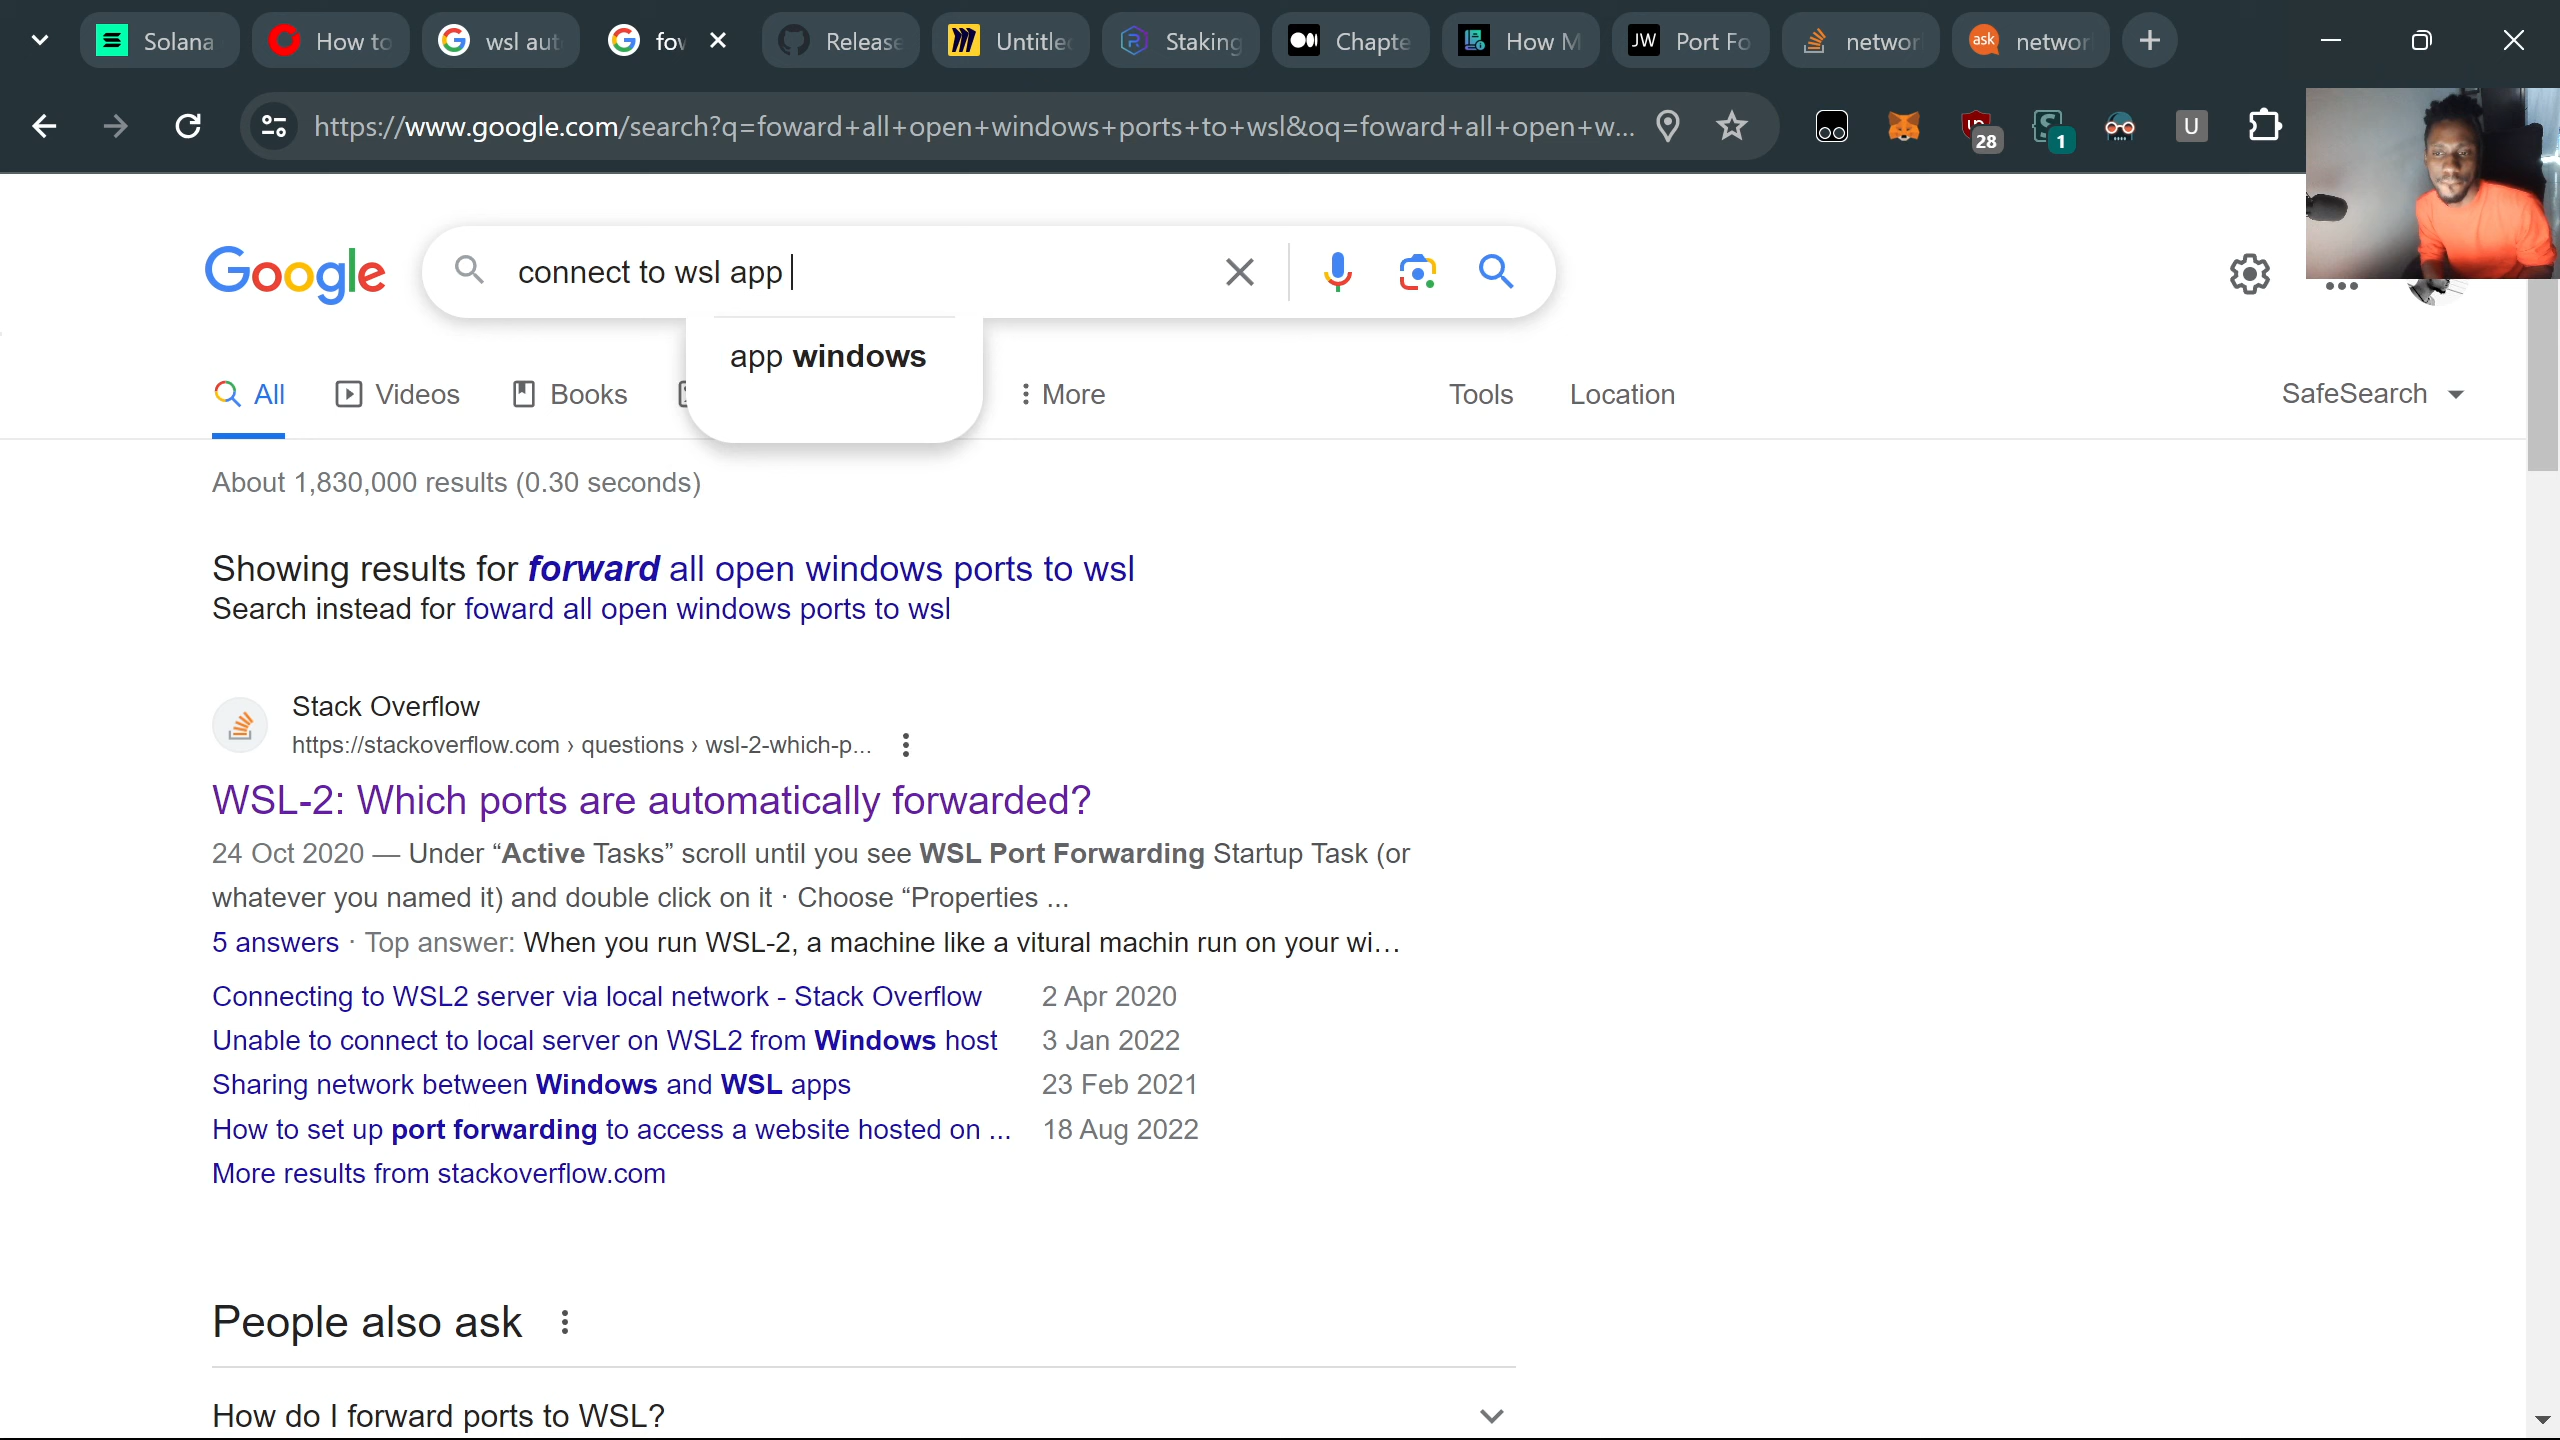 Solana
How to
wsl aut
fow
Release
Untitle
Staking
Chapte
How M
JW
Port Fo
networ
ask
networ
https://www.google.com/search?q=foward+all+open+windows+ports+to+wsl&oq=foward+all+open+w...
28
1
U
Google
connect to wsl app
app windows
All
Videos
Books
More
Tools
Location
SafeSearch
About 1,830,000 results (0.30 seconds)
Showing results for forward all open windows ports to wsl
Search instead for foward all open windows ports to wsl
Stack Overflow
https://stackoverflow.com › questions › wsl-2-which-p...
WSL-2: Which ports are automatically forwarded?
24 Oct 2020 — Under “Active Tasks” scroll until you see WSL Port Forwarding Startup Task (or
whatever you named it) and double click on it · Choose “Properties ...
5 answers · Top answer: When you run WSL-2, a machine like a vitural machin run on your wi…
Connecting to WSL2 server via local network - Stack Overflow 2 Apr 2020
Unable to connect to local server on WSL2 from Windows host 3 Jan 2022
Sharing network between Windows and WSL apps 23 Feb 2021
How to set up port forwarding to access a website hosted on ... 18 Aug 2022
More results from stackoverflow.com
People also ask
How do I forward ports to WSL?